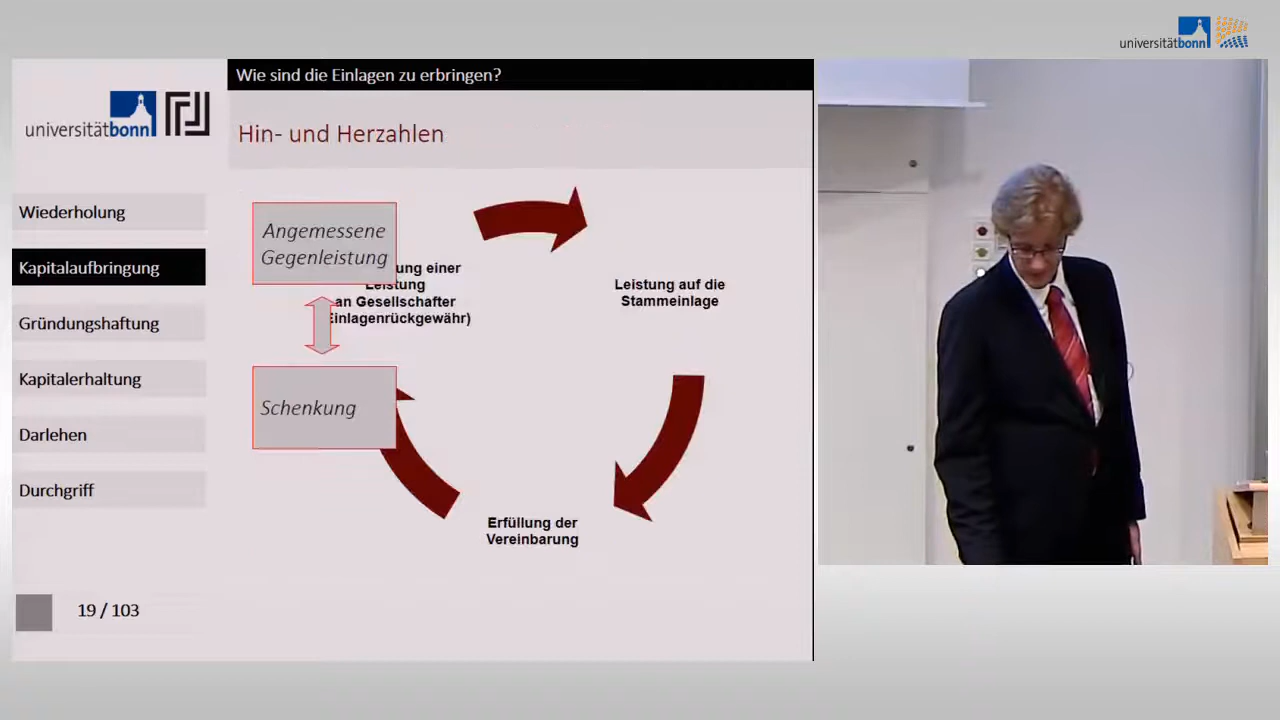 universitätbonn
Wie sind die Einlagen zu erbringen?
universitätbonn
Hin- und Herzahlen
Wiederholung
Kapitalaufbringung
Gründungshaftung
Kapitalerhaltung
Darlehen
Durchgriff
19 / 103
Angemessene
Gegenleistung
einer
Leistung
an Gesellschafter
Schenkung
Leistung auf die
Stammeinlage
Erfüllung der
Vereinbarung